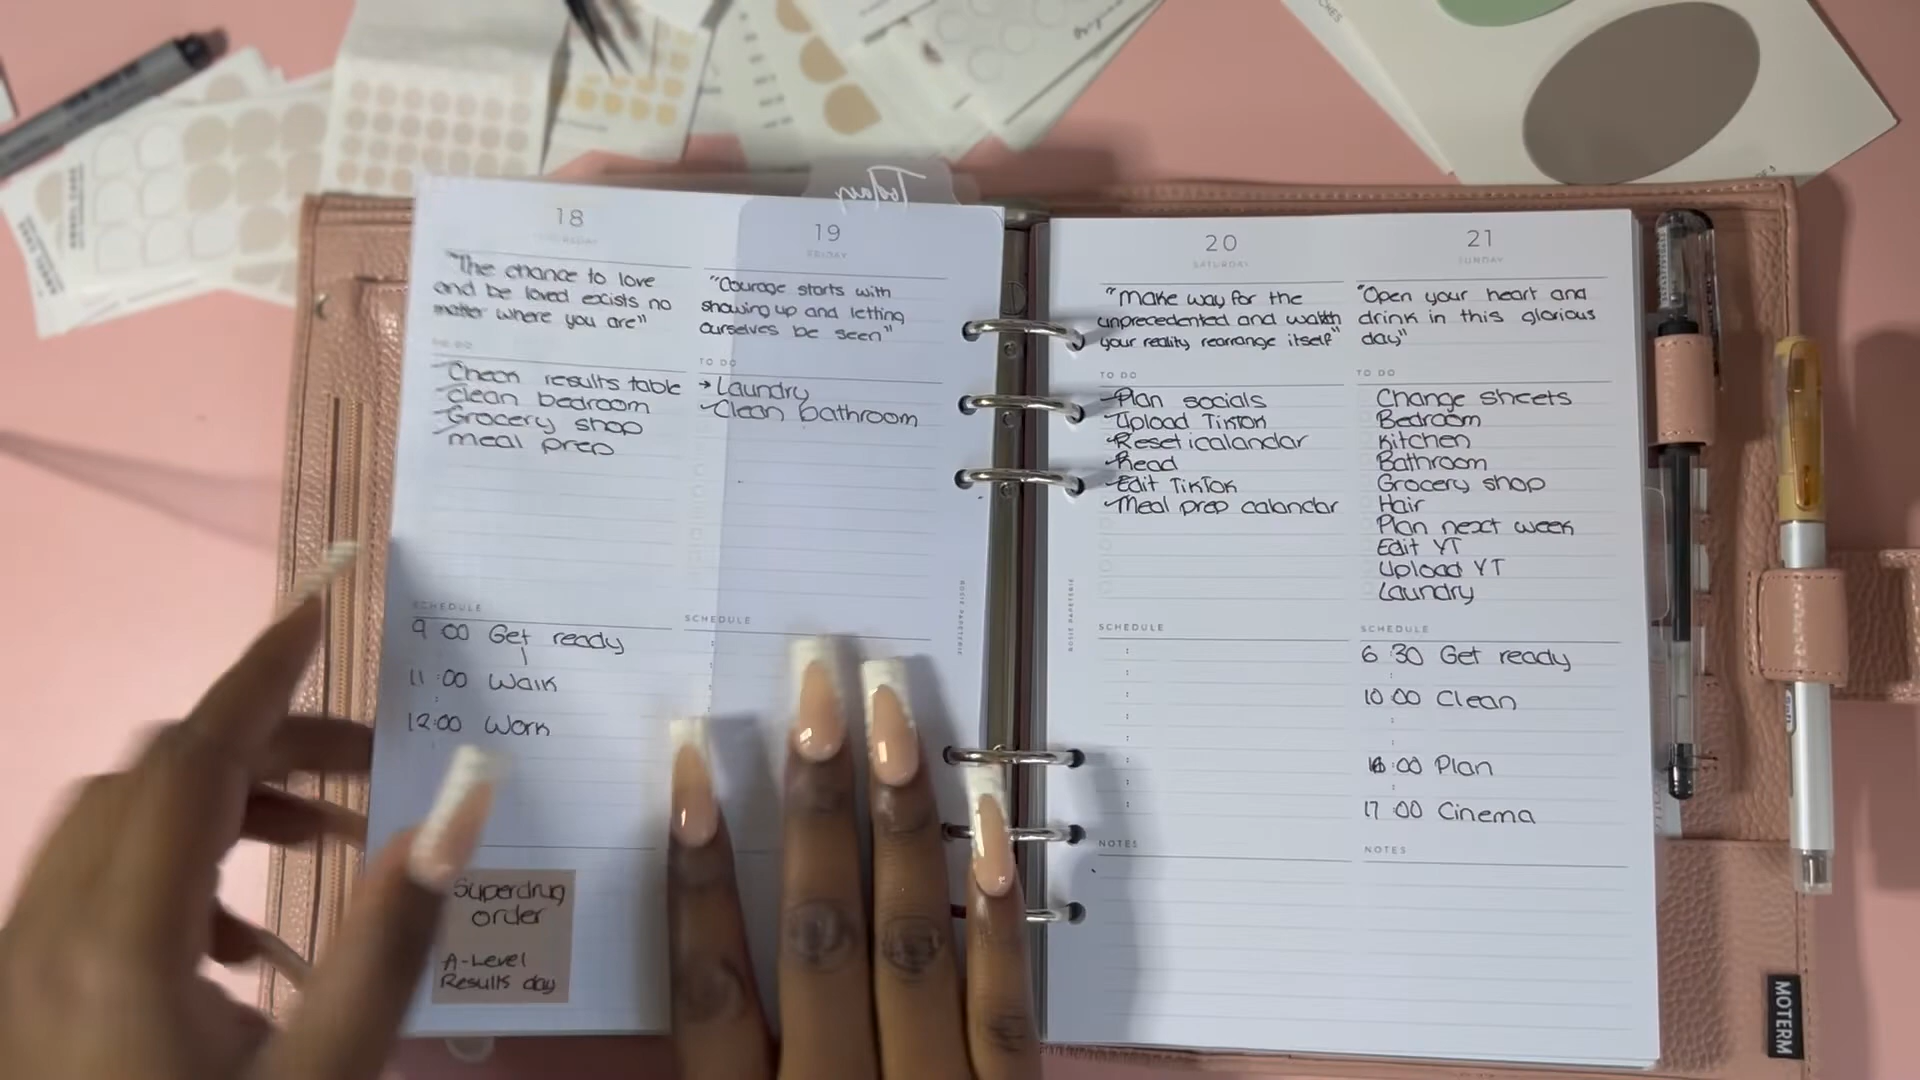 Today
18
"The chance to love
and be loved exists no
matter where you are"
TO DO
Check results table
Clean bedroom
Grocery shop
meal prep
SCHEDULE
9 00 Get ready
11:00 Walk
12:00 Work
Superdrug
order
A-Level
Results day
19
FRIDAY
"Courage starts with
showing up and letting
ourselves be seen"
TO DO
→ Laundry
Clean bathroom
SCHEDULE
20
SATURDAY
"Make way for the
unprecedented and watch
your reality rearrange itself"
TO DO
Plan socials
Upload TikTok
Reset icalandar
Read
Edit TikTok
Meal prep calandar
SCHEDULE
NOTES
21
SUNDAY
"Open your heart and
drink in this glorious
day"
TO DO
Change sheets
Bedroom
Kitchen
Bathroom
Grocery shop
Hair
Plan next week
Edit YT
Upload YT
Laundry
SCHEDULE
6 30 Get ready
10 00 Clean
16:00 Plan
17 00 Cinema
NOTES
MOTERM